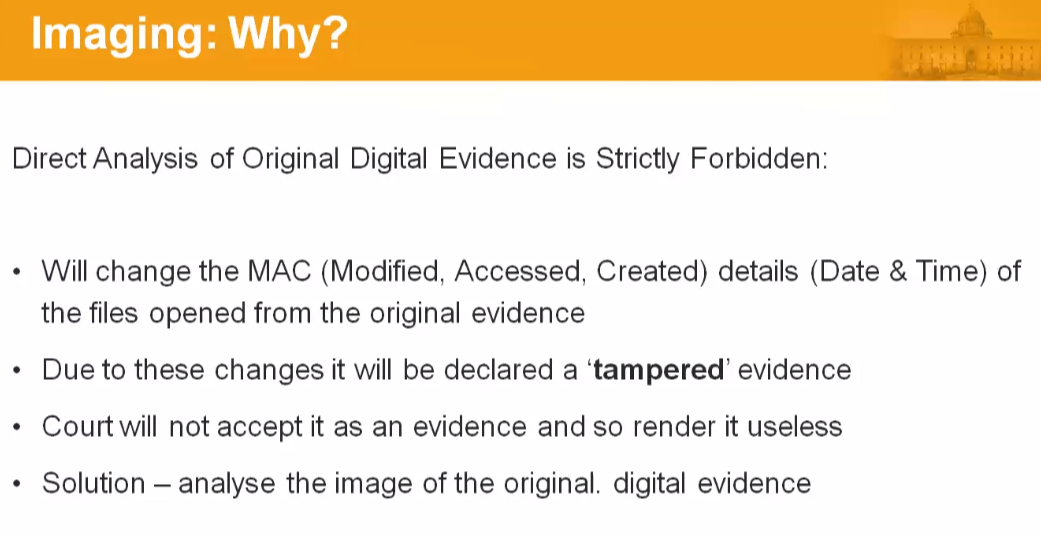 Imaging: Why?
Direct Analysis of Original Digital Evidence is Strictly Forbidden:
• Will change the MAC (Modified, Accessed, Created) details (Date & Time) of
the files opened from the original evidence
• Due to these changes it will be declared a ‘tampered’ evidence
• Court will not accept it as an evidence and so render it useless
• Solution – analyse the image of the original. digital evidence